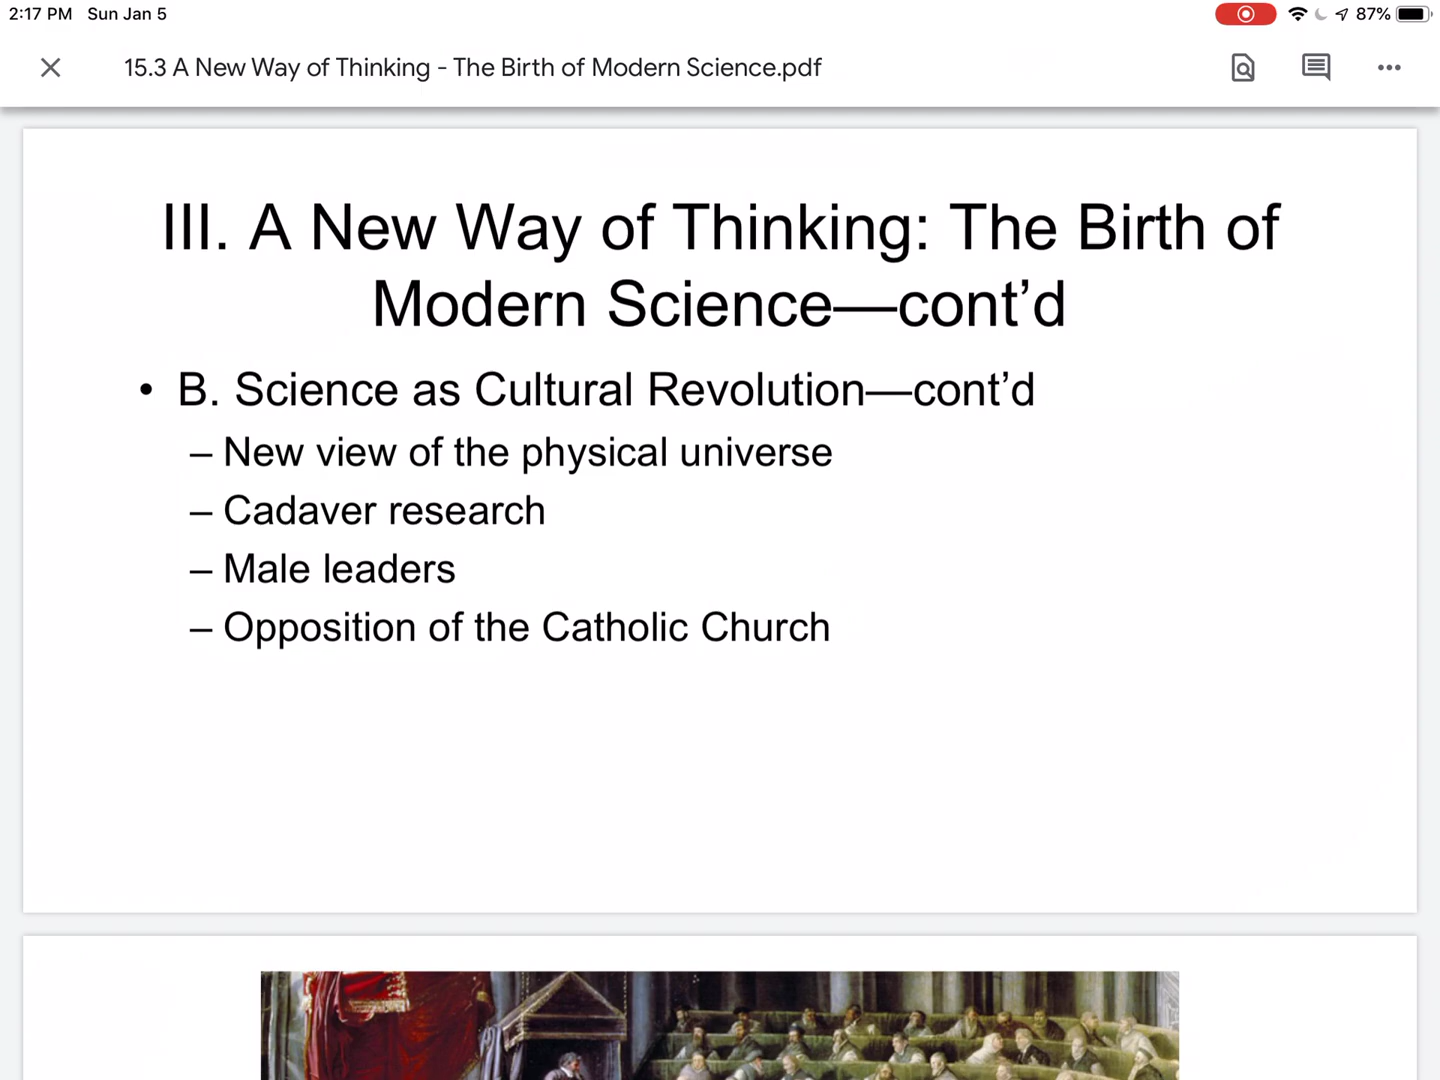 2:17 PM Sun Jan 5
87%
15.3 A New Way of Thinking - The Birth of Modern Science.pdf
III. A New Way of Thinking: The Birth of
Modern Science—cont’d
• B. Science as Cultural Revolution—cont’d
– New view of the physical universe
– Cadaver research
– Male leaders
– Opposition of the Catholic Church